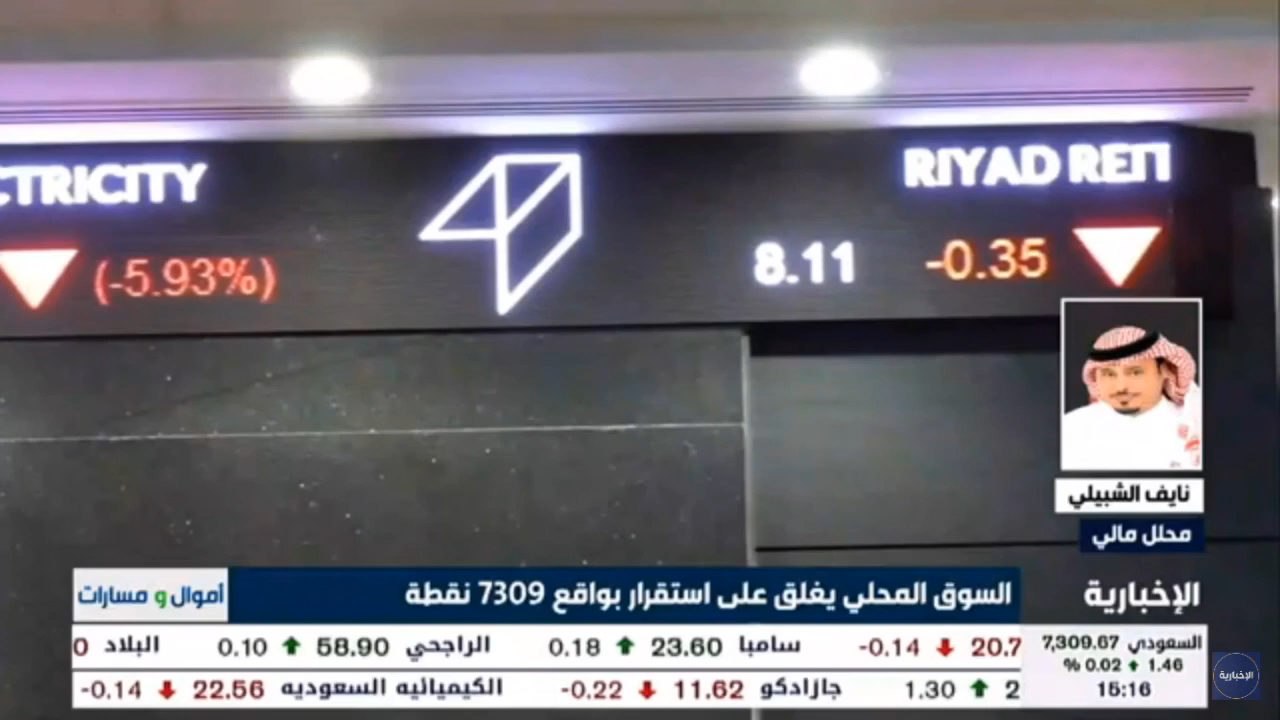 CTRICITY
RIYAD RETI
(-5.93%)
8.11 -0.35
نايف الشبيلي
محلل مالي
الإخبارية
السوق المحلي يغلق على استقرار بواقع 7309 نقطة
أموال و مسارات
السعودي 7,309.67
1.46 0.02 %
15:16
20.7 -0.14 سامبا 23.60 0.18 الراجحي 58.90 0.10 البلاد 0
2 1.30 جازادكو 11.62 -0.22 الكيميائيه السعوديه 22.56 -0.14
الإخبارية